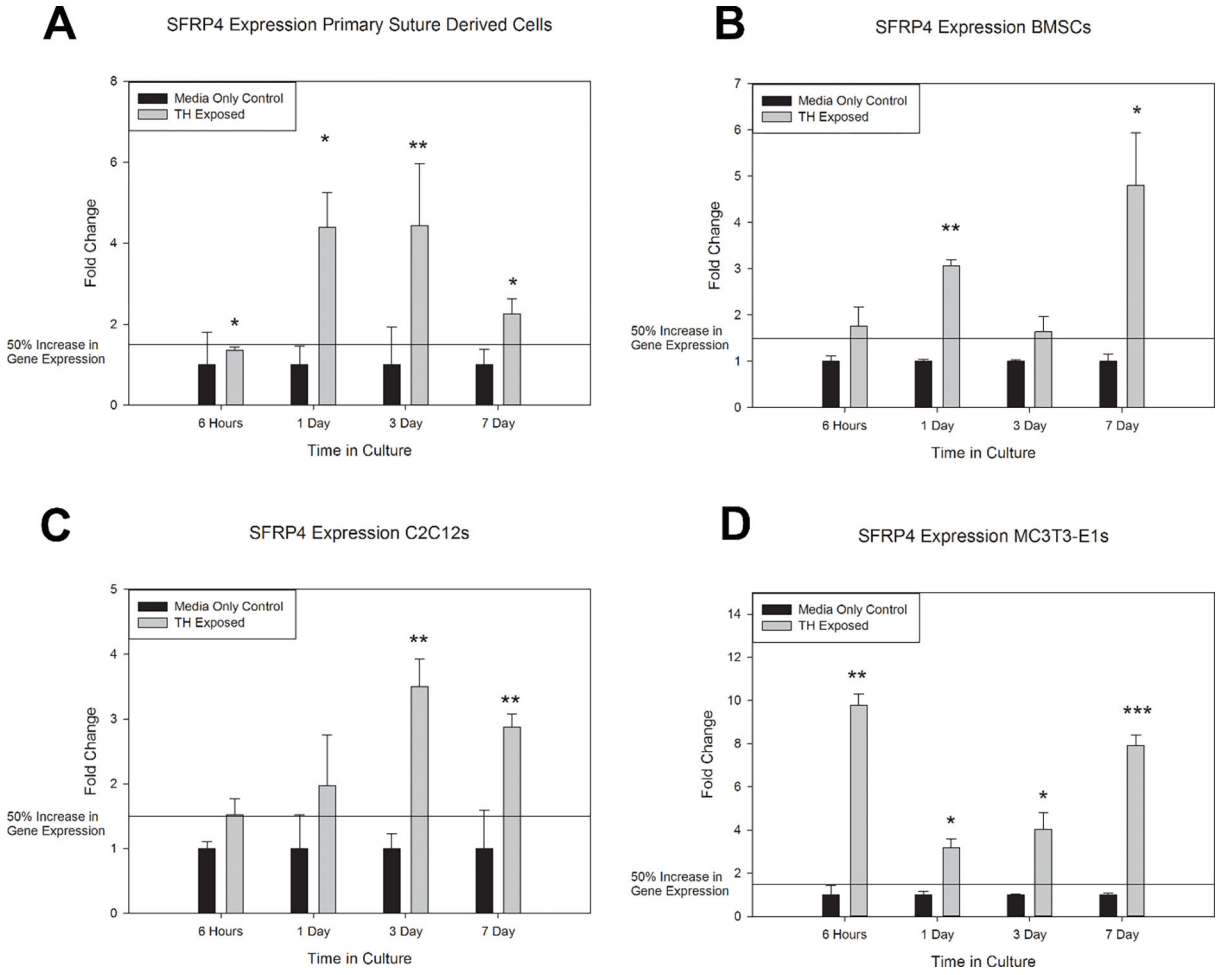 A
SFRP4 Expression Primary Suture Derived Cells
Media Only Control
TH Exposed
8
6
4
2
0
Fold Change
50% Increase in
Gene Expression
*
*
**
*
6 Hours
1 Day
3 Day
7 Day
Time in Culture
B
SFRP4 Expression BMSCs
Media Only Control
TH Exposed
7
6
5
4
3
2
1
0
Fold Change
50% Increase in
Gene Expression
**
*
6 Hours
1 Day
3 Day
7 Day
Time in Culture
C
SFRP4 Expression C2C12s
Media Only Control
TH Exposed
5
4
3
2
1
0
Fold Change
50% Increase in
Gene Expression
**
**
6 Hours
1 Day
3 Day
7 Day
Time in Culture
D
SFRP4 Expression MC3T3-E1s
Media Only Control
TH Exposed
14
12
10
8
6
4
2
0
Fold Change
50% Increase in
Gene Expression
**
*
*
***
6 Hours
1 Day
3 Day
7 Day
Time in Culture